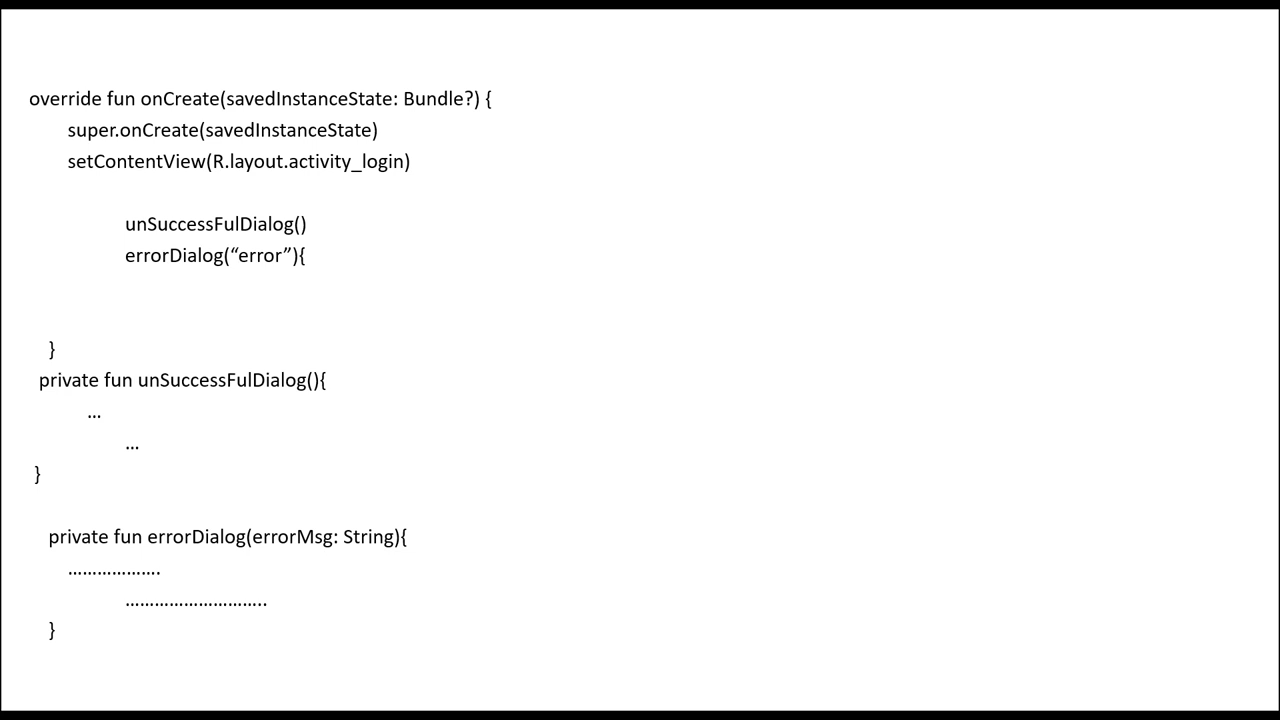 override fun onCreate(savedInstanceState: Bundle?) {
super.onCreate(savedInstanceState)
setContentView(R.layout.activity_login)
unSuccessFulDialog()
errorDialog(“error”){
}
private fun unSuccessFulDialog(){
...
...
}
private fun errorDialog(errorMsg: String){
……………….
………………………..
}